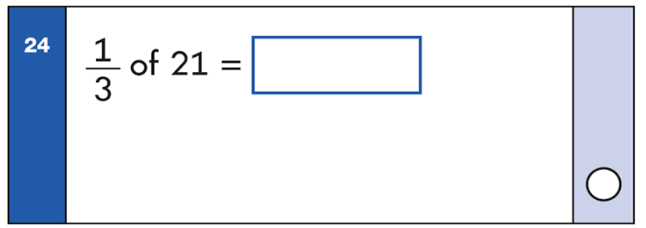 24
1/3 of 21 =